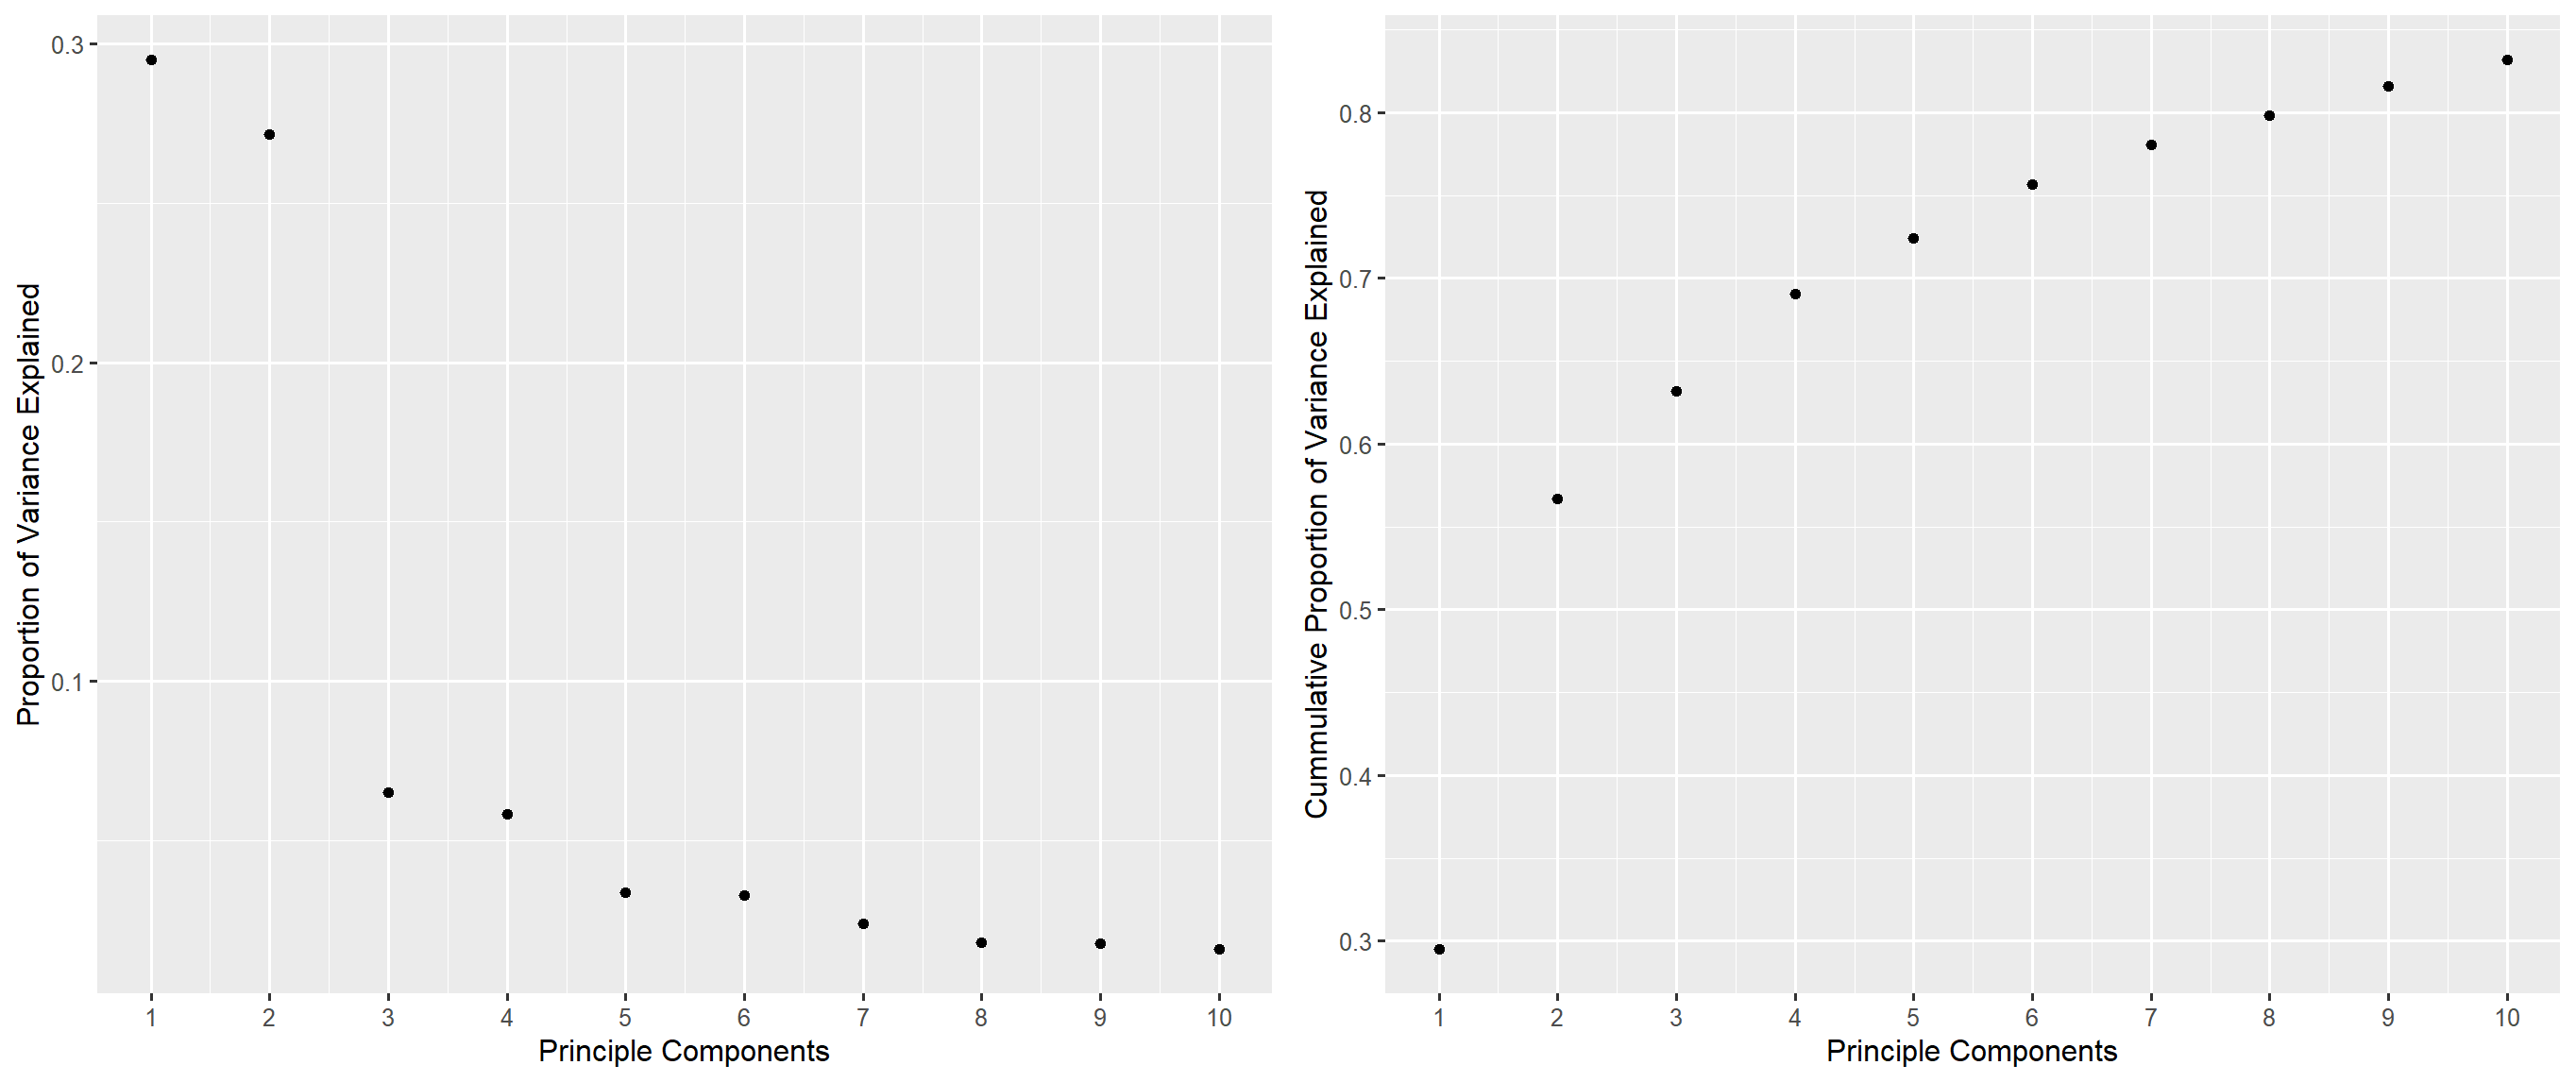 Proportion of Variance Explained
0.3
0.2
0.1
1 2 3 4 5 6 7 8 9 10
Principle Components
Cummulative Proportion of Variance Explained
0.8
0.7
0.6
0.5
0.4
0.3
1 2 3 4 5 6 7 8 9 10
Principle Components